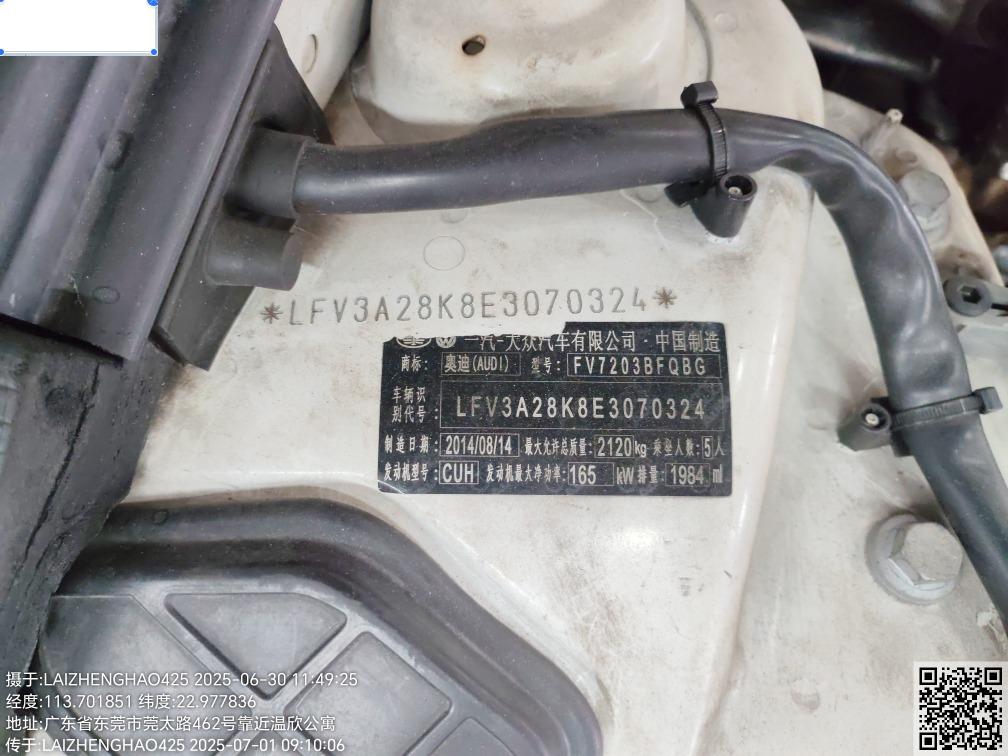 *LFV3A28K8E3070324*
一汽-大众汽车有限公司·中国制造
商标: 奥迪(AUDI) 型号: FV7203BFQBG
车辆识别代号: LFV3A28K8E3070324
制造日期: 2014/08/14 最大允许总质量: 2120kg 乘坐人数: 5人
发动机型号: CUH 发动机最大净功率: 165 kW 排量: 1984 ml
摄于:LAIZHENGHAO425 2025-06-30 11:49:25
经度:113.701851 纬度:22.977836
地址:广东省东莞市莞太路462号靠近温欣公寓
传于:LAIZHENGHAO425 2025-07-01 09:10:06